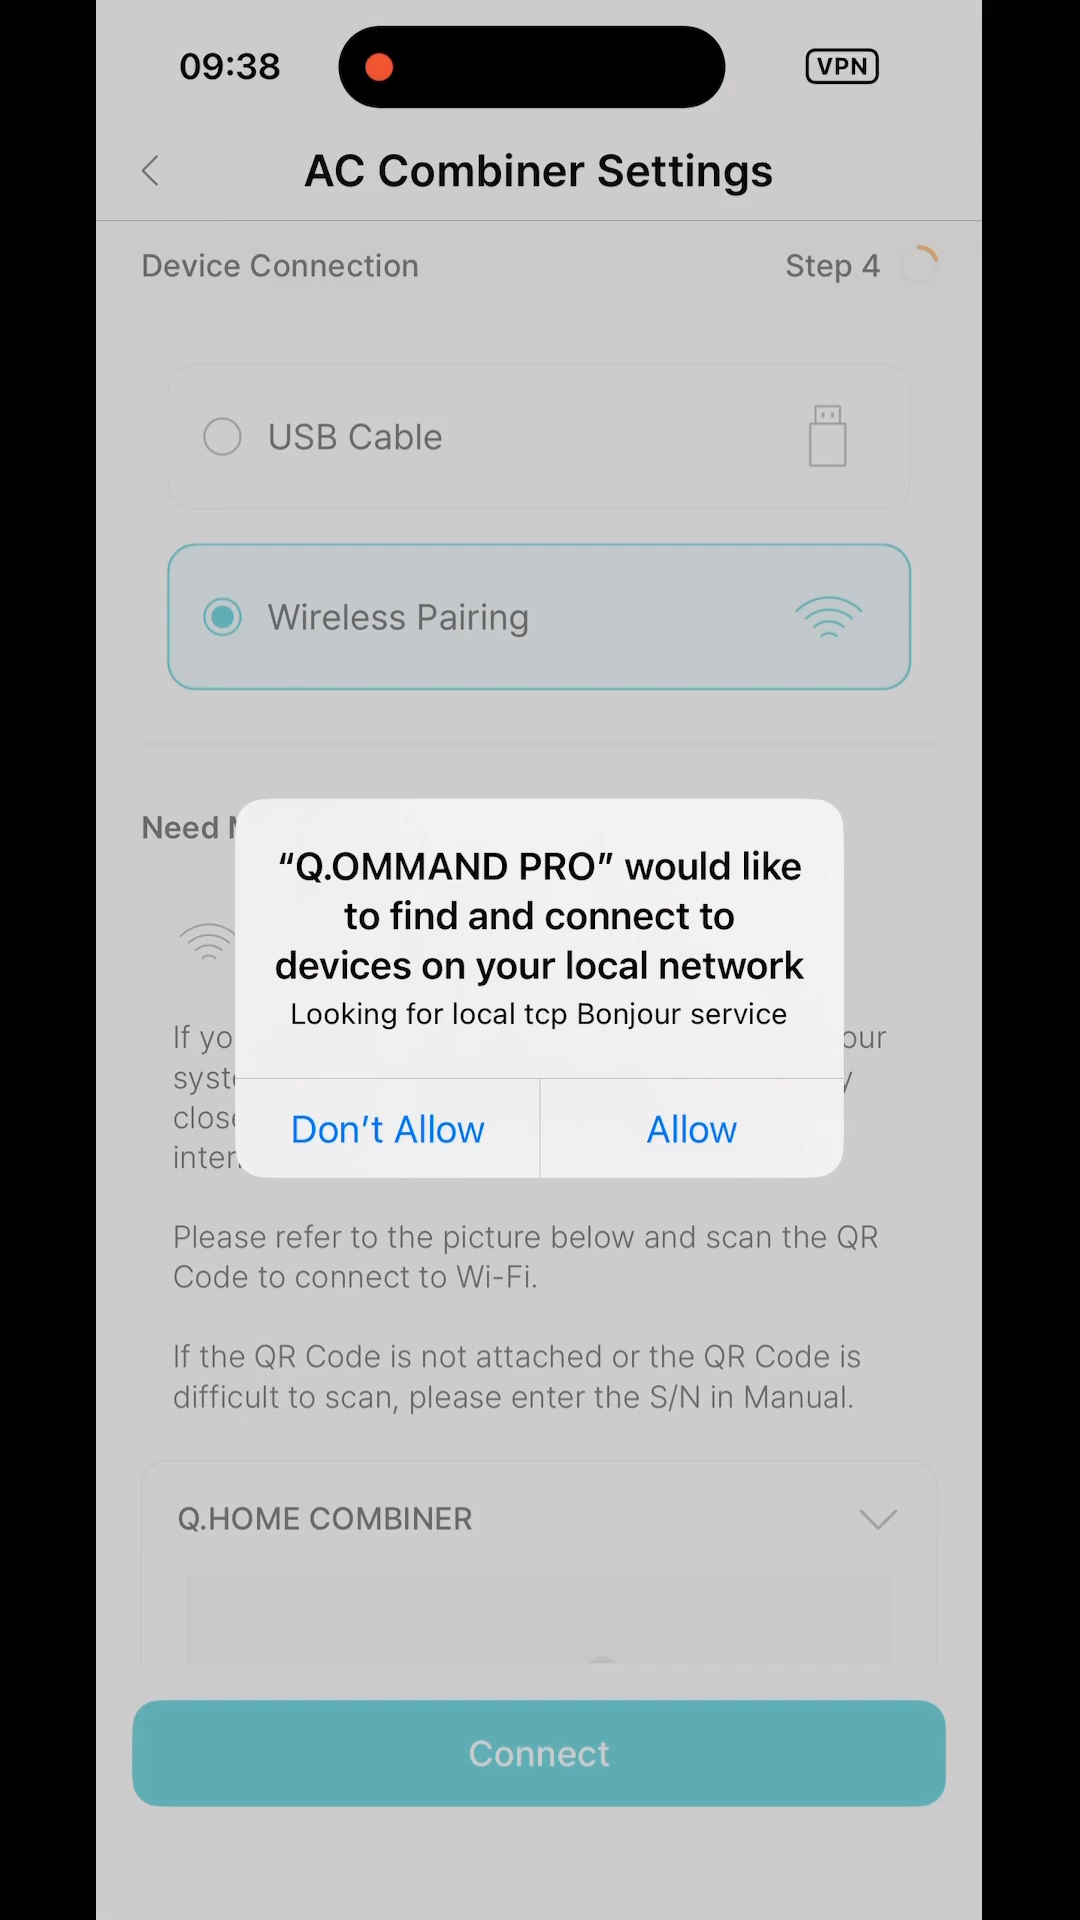 09:38
VPN
AC Combiner Settings
Device Connection
Step 4
USB Cable
Wireless Pairing
Need
“Q.OMMAND PRO” would like
to find and connect to
devices on your local network
Looking for local tcp Bonjour service
Don’t Allow
Allow
If
Please refer to the picture below and scan the QR
Code to connect to Wi-Fi.
If the QR Code is not attached or the QR Code is
difficult to scan, please enter the S/N in Manual.
Q.HOME COMBINER
Connect